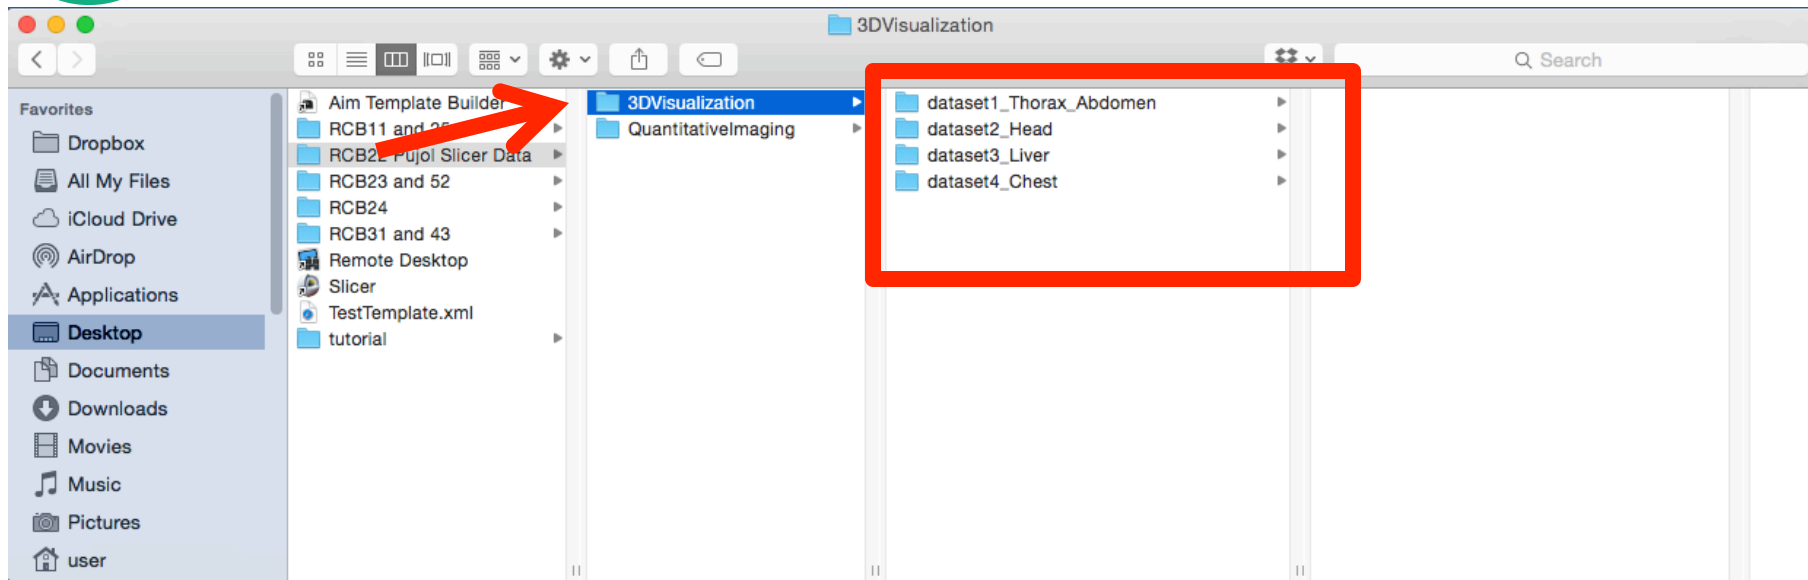 3DVisualization
Search
Favorites
Dropbox
All My Files
iCloud Drive
AirDrop
Applications
Desktop
Documents
Downloads
Movies
Music
Pictures
user
Aim Template Builder
RCB11 and
RCB22 Pujol Slicer Data
RCB23 and 52
RCB24
RCB31 and 43
Remote Desktop
Slicer
TestTemplate.xml
tutorial
3DVisualization
QuantitativeImaging
dataset1_Thorax_Abdomen
dataset2_Head
dataset3_Liver
dataset4_Chest